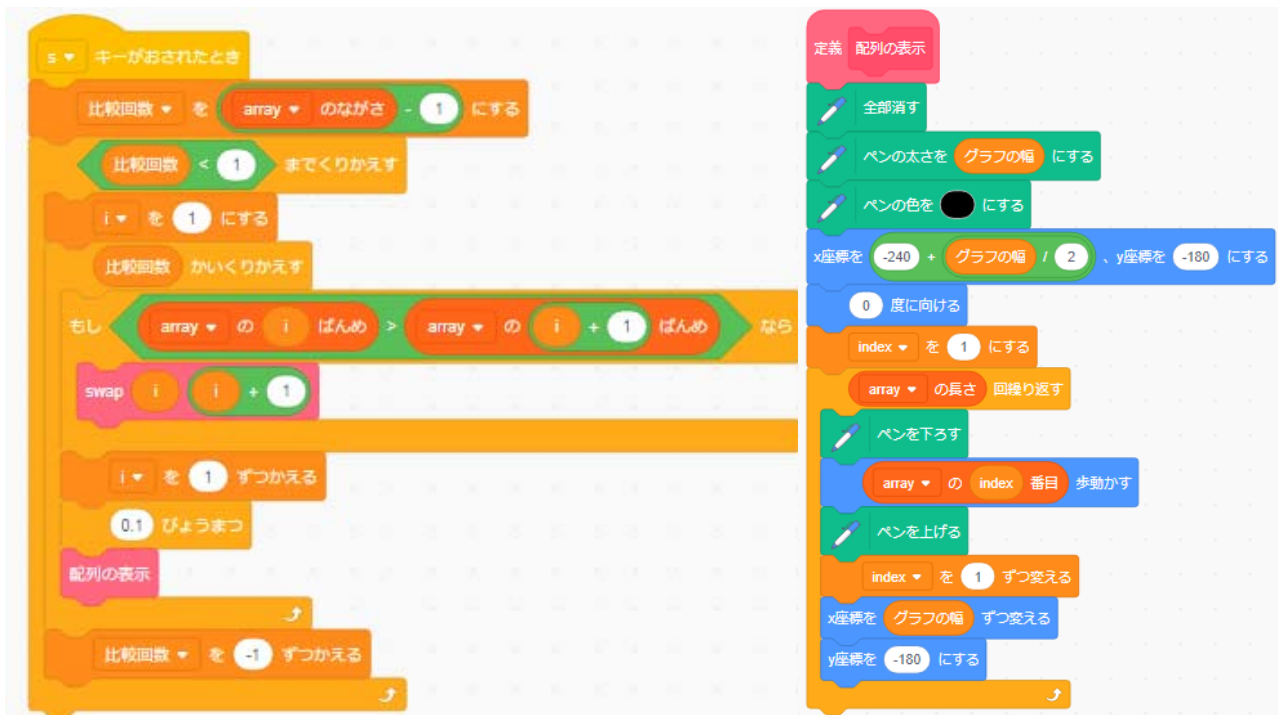 s キーがおされたとき
比較回数 を array のながさ - 1 にする
比較回数 < 1 までくりかえす
i を 1 にする
比較回数 かいくりかえす
もし array の i ばんめ > array の i + 1 ばんめ なら
swap i i + 1
i を 1 ずつかえる
0.1 びょうまつ
配列の表示
比較回数 を -1 ずつかえる
定義 配列の表示
全部消す
ペンの太さを グラフの幅 にする
ペンの色を にする
x座標を -240 + グラフの幅 / 2 、y座標を -180 にする
0 度に向ける
index を 1 にする
array の長さ 回繰り返す
ペンを下ろす
array の index 番目 歩動かす
ペンを上げる
index を 1 ずつ変える
x座標を グラフの幅 ずつ変える
y座標を -180 にする